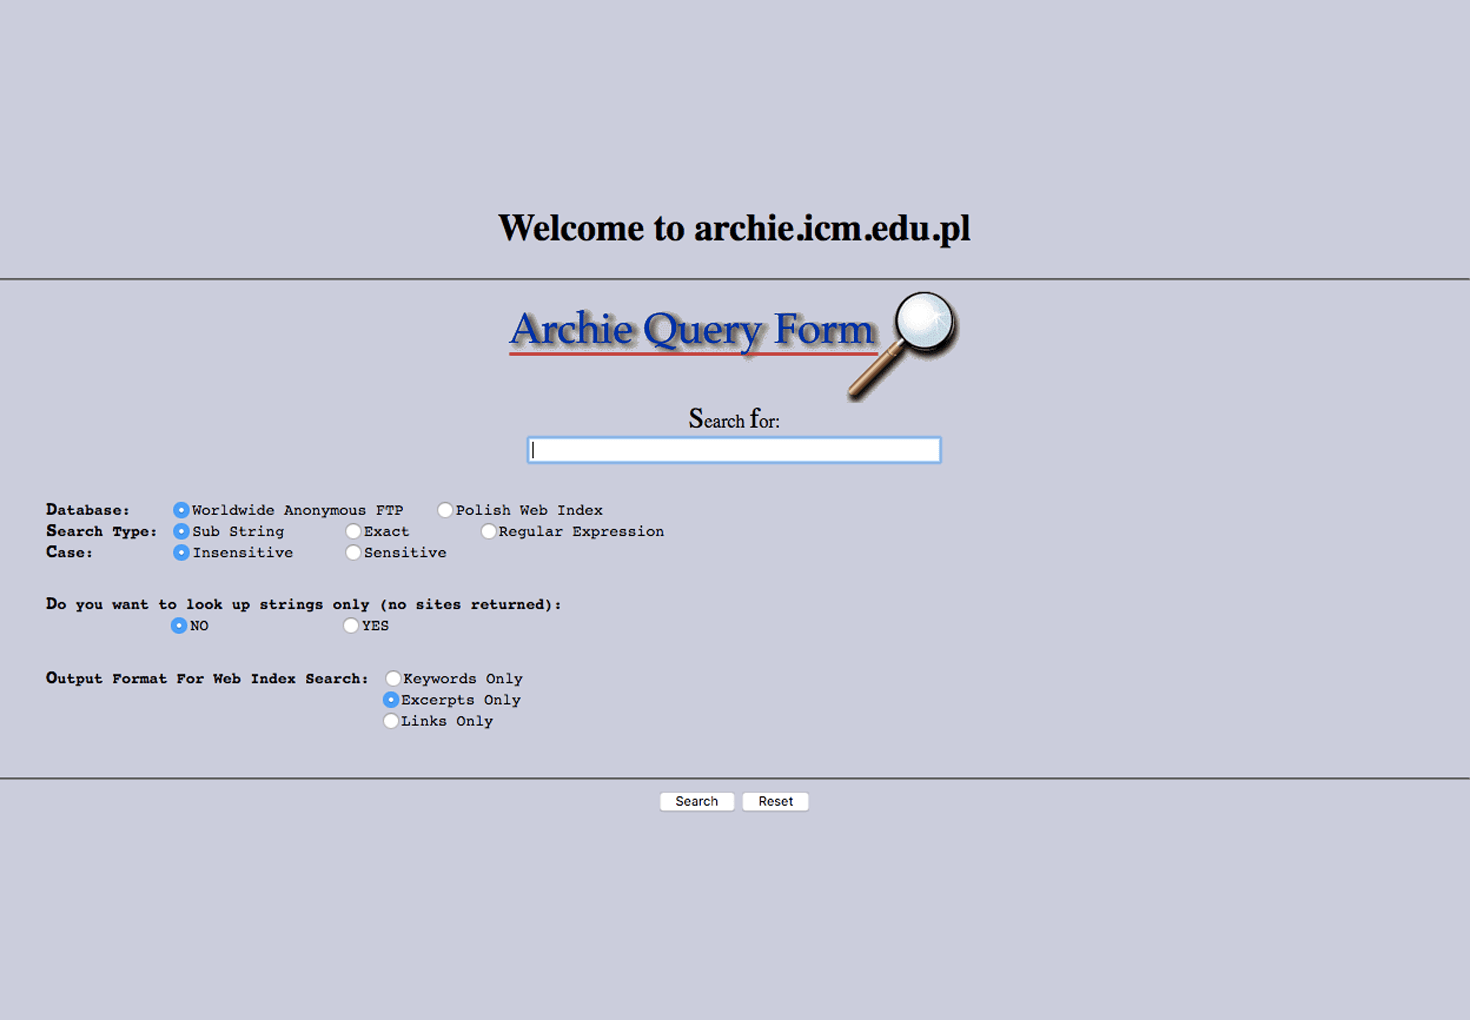 Welcome to archie.icm.edu.pl
Archie Query Form
Search for:
Database: Worldwide Anonymous FTP Polish Web Index
Search Type: Sub String Exact Regular Expression
Case: Insensitive Sensitive
Do you want to look up strings only (no sites returned):
NO YES
Output Format For Web Index Search: Keywords Only
Excerpts Only
Links Only
Search Reset